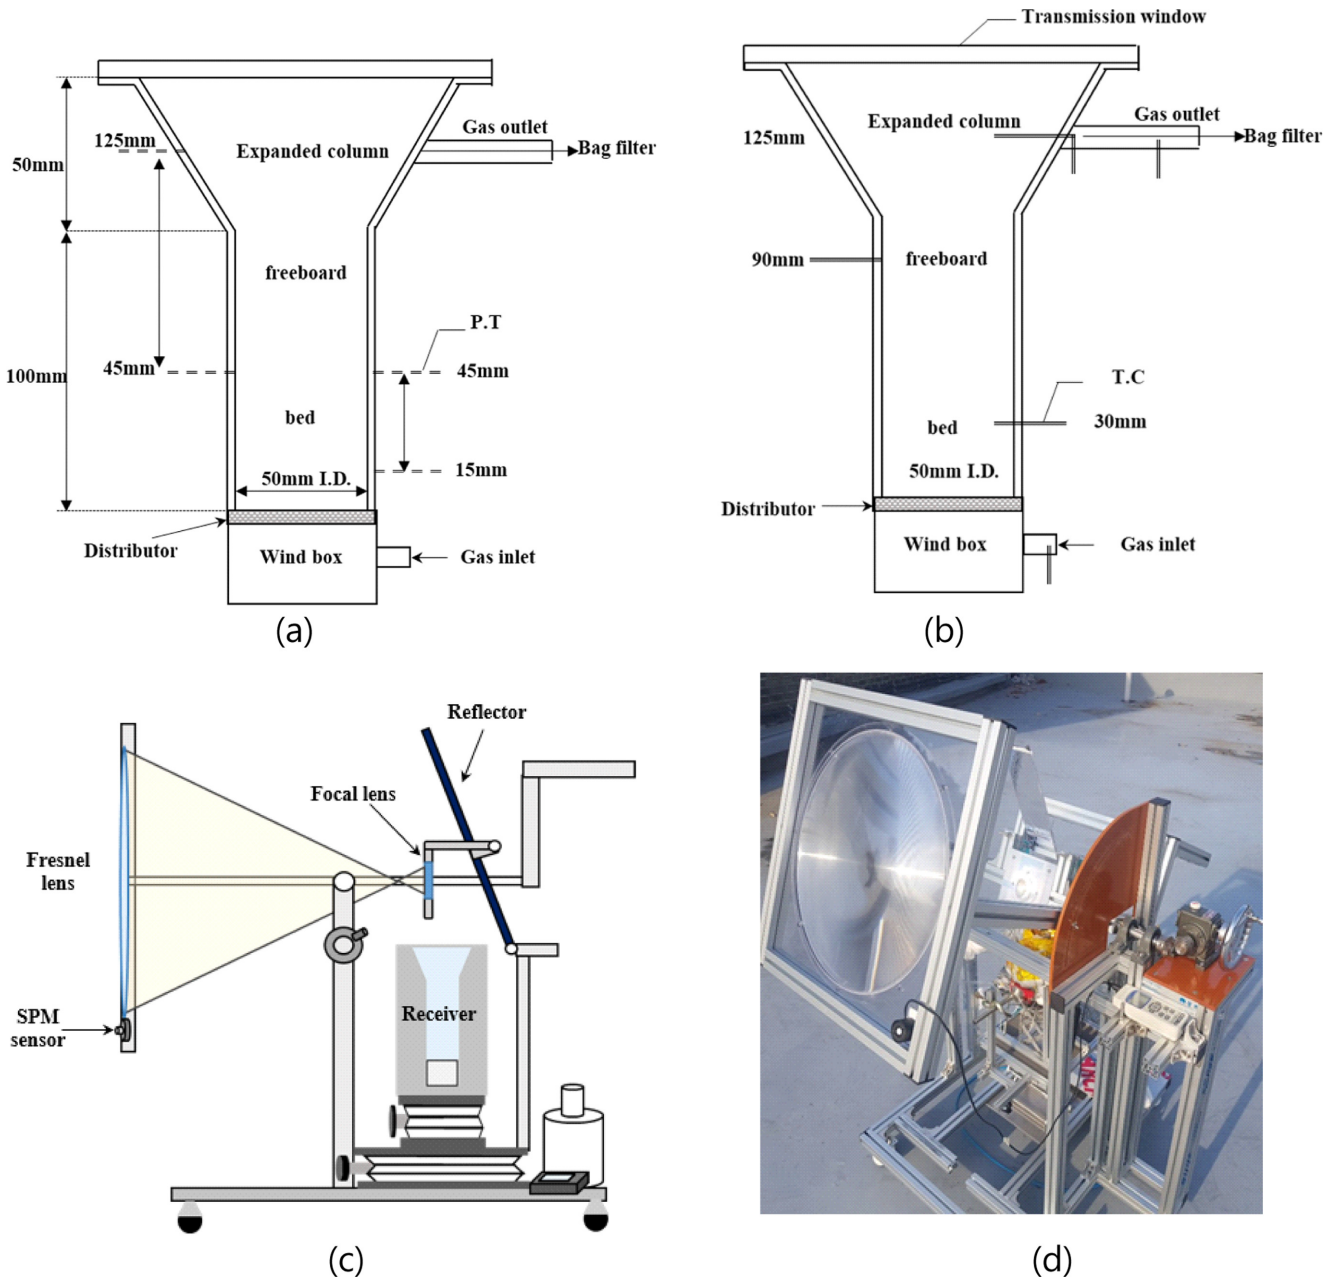 125mm
50mm
Expanded column
Gas outlet
Bag filter
freeboard
P.T
100mm
45mm
45mm
bed
15mm
50mm I.D.
Distributor
Wind box
Gas inlet
(a)
Transmission window
125mm
Expanded column
Gas outlet
Bag filter
90mm
freeboard
T.C
30mm
bed
50mm I.D.
Distributor
Wind box
Gas inlet
(b)
Reflector
Focal lens
Fresnel
lens
SPM
sensor
Receiver
(c)
(d)